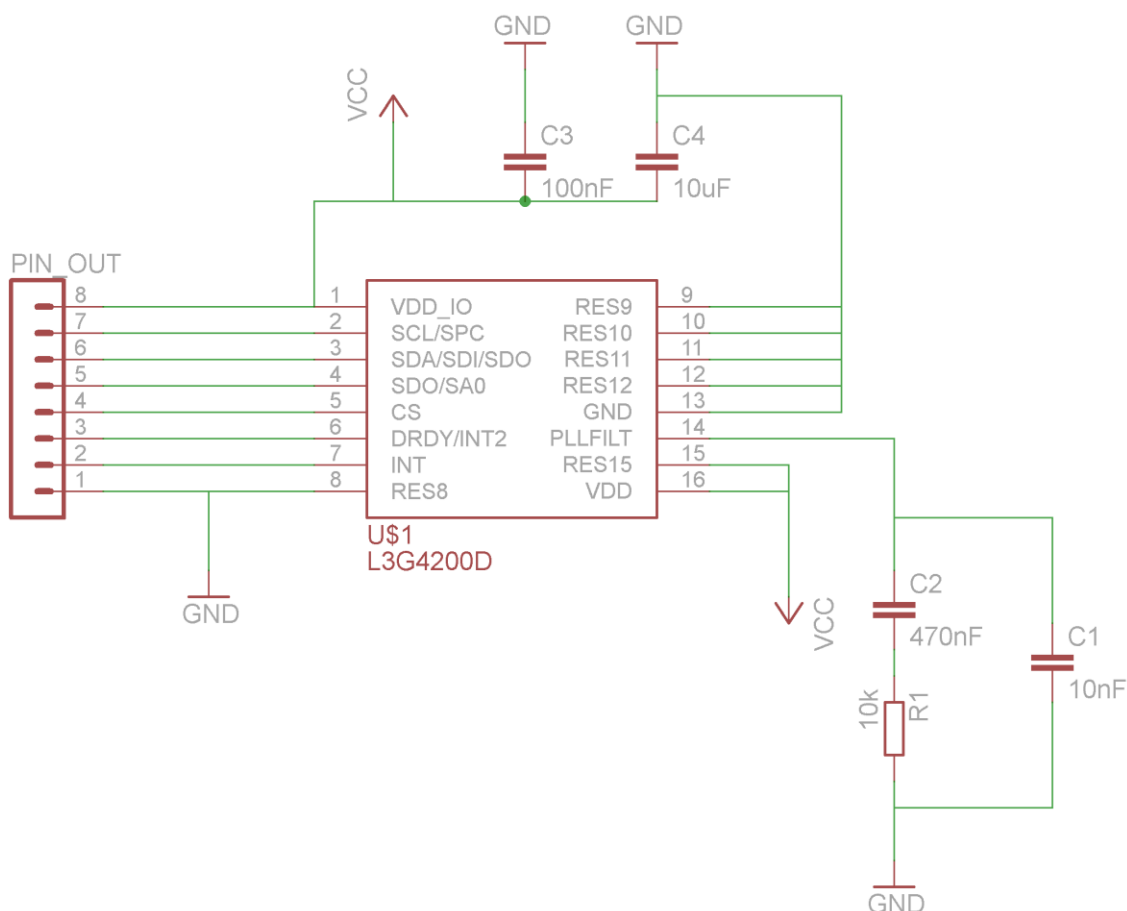 GND
GND
VCC
C3
100nF
C4
10uF
PIN_OUT
8
7
6
5
4
3
2
1
1
2
3
4
5
6
7
8
VDD_IO
SCL/SPC
SDA/SDI/SDO
SDO/SA0
CS
DRDY/INT2
INT
RES8
RES9
RES10
RES11
RES12
GND
PLLFILT
RES15
VDD
9
10
11
12
13
14
15
16
U$1
L3G4200D
GND
VCC
C2
470nF
C1
10nF
10k
R1
GND